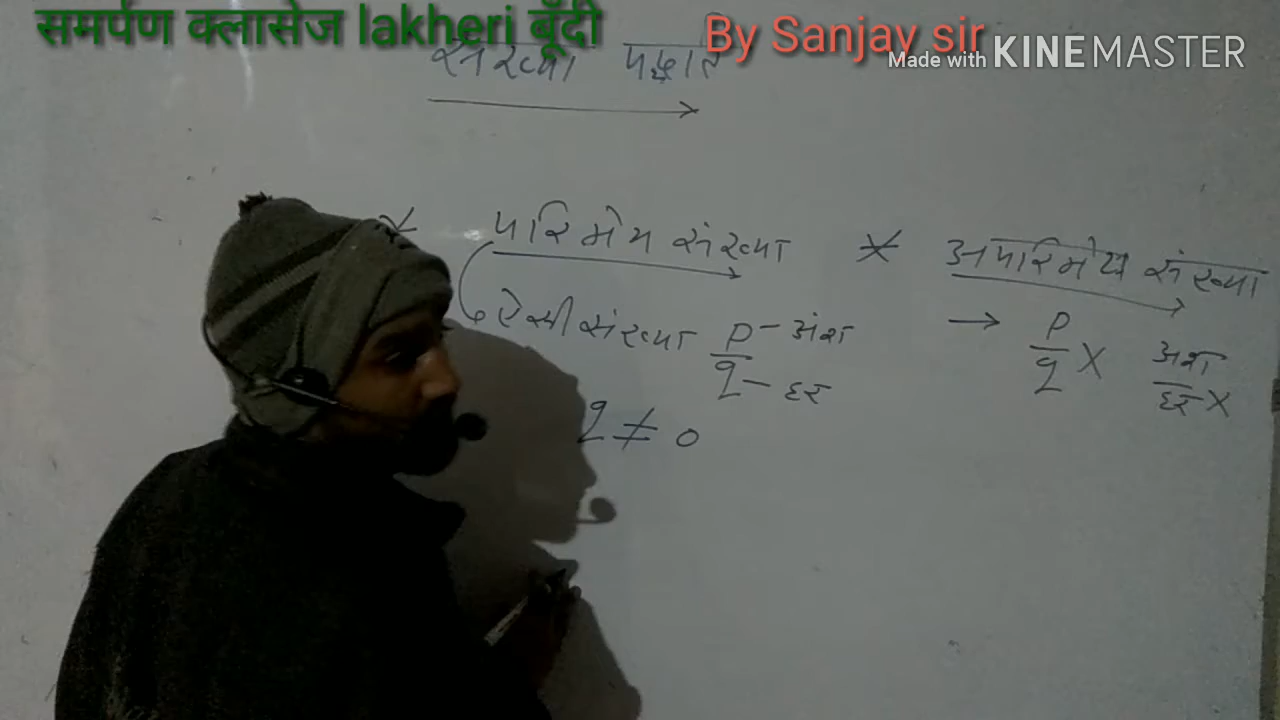 समर्पण क्लासेज lakheri बूँदी By Sanjay sir
Made with KINEMASTER
संख्या पद्धति
* परिमेय संख्या
ऐसी संख्या p/q p - अंश q - हर
q ≠ 0
* अपरिमेय संख्या
→ p/q X अंश/हर X